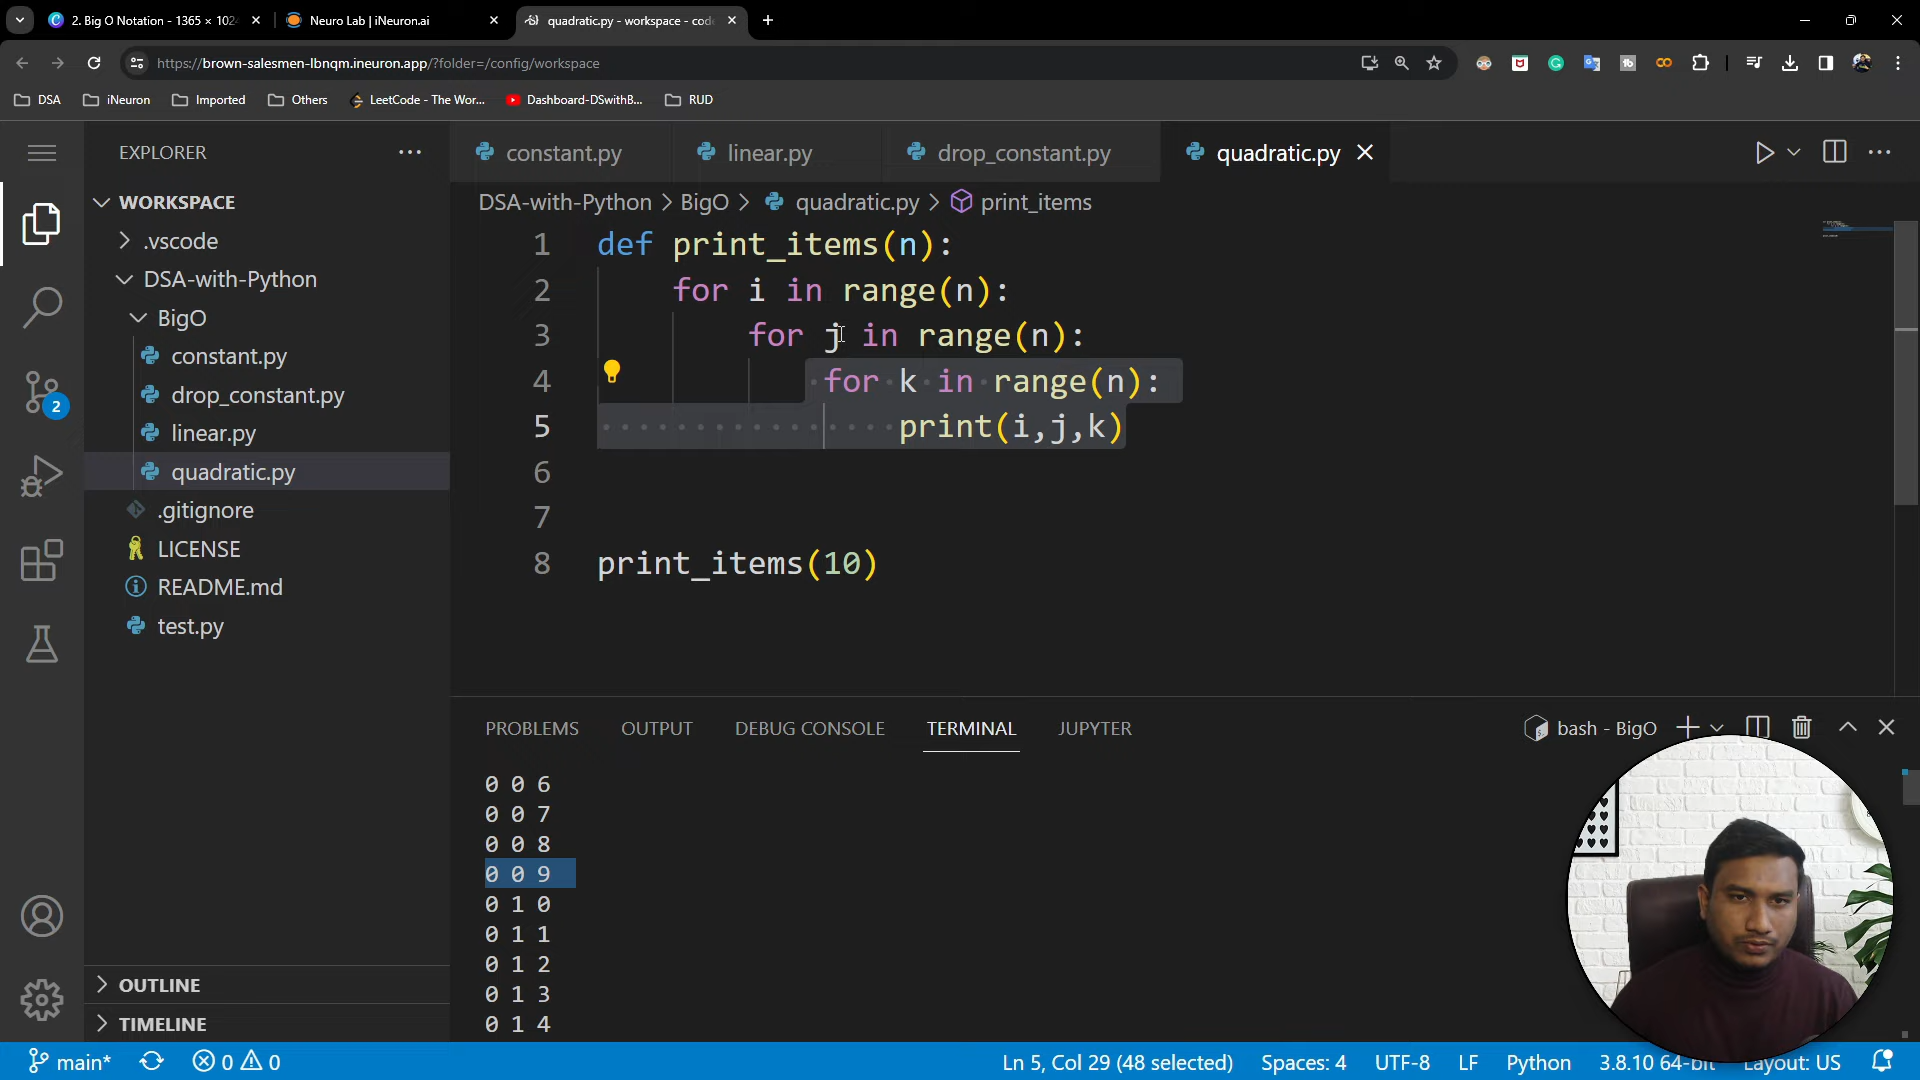 2. Big O Notation - 1365 × 102
Neuro Lab | iNeuron.ai
quadratic.py - workspace - cod
https://brown-salesmen-lbnqm.ineuron.app/?folder=/config/workspace
DSA
iNeuron
Imported
Others
LeetCode - The Wor...
Dashboard-DSwithB...
RUD
EXPLORER
constant.py
linear.py
drop_constant.py
quadratic.py
DSA-with-Python > BigO > quadratic.py > print_items
WORKSPACE
.vscode
DSA-with-Python
BigO
constant.py
drop_constant.py
linear.py
quadratic.py
.gitignore
LICENSE
README.md
test.py
OUTLINE
TIMELINE
2
1 def print_items(n):
2 for i in range(n):
3 for j in range(n):
4 for k in range(n):
5 print(i,j,k)
6
7
8 print_items(10)
PROBLEMS
OUTPUT
DEBUG CONSOLE
TERMINAL
JUPYTER
bash - BigO
0 0 6
0 0 7
0 0 8
0 0 9
0 1 0
0 1 1
0 1 2
0 1 3
0 1 4
main*
0
0
Ln 5, Col 29 (48 selected)
Spaces: 4
UTF-8
LF
Python
3.8.10 64-bit
Layout: US